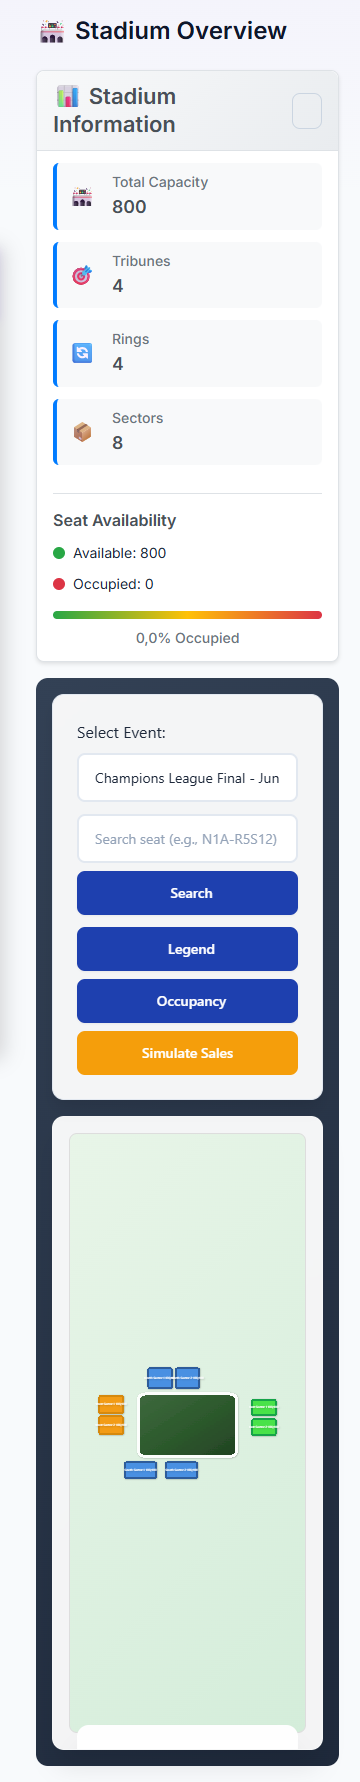 Stadium Overview
Stadium
Information
Total Capacity
800
Tribunes
4
Rings
4
Sectors
8
Seat Availability
Available: 800
Occupied: 0
0,0% Occupied
Select Event:
Champions League Final - Jun
Search seat (e.g., N1A-R5S12)
Search
Legend
Occupancy
Simulate Sales